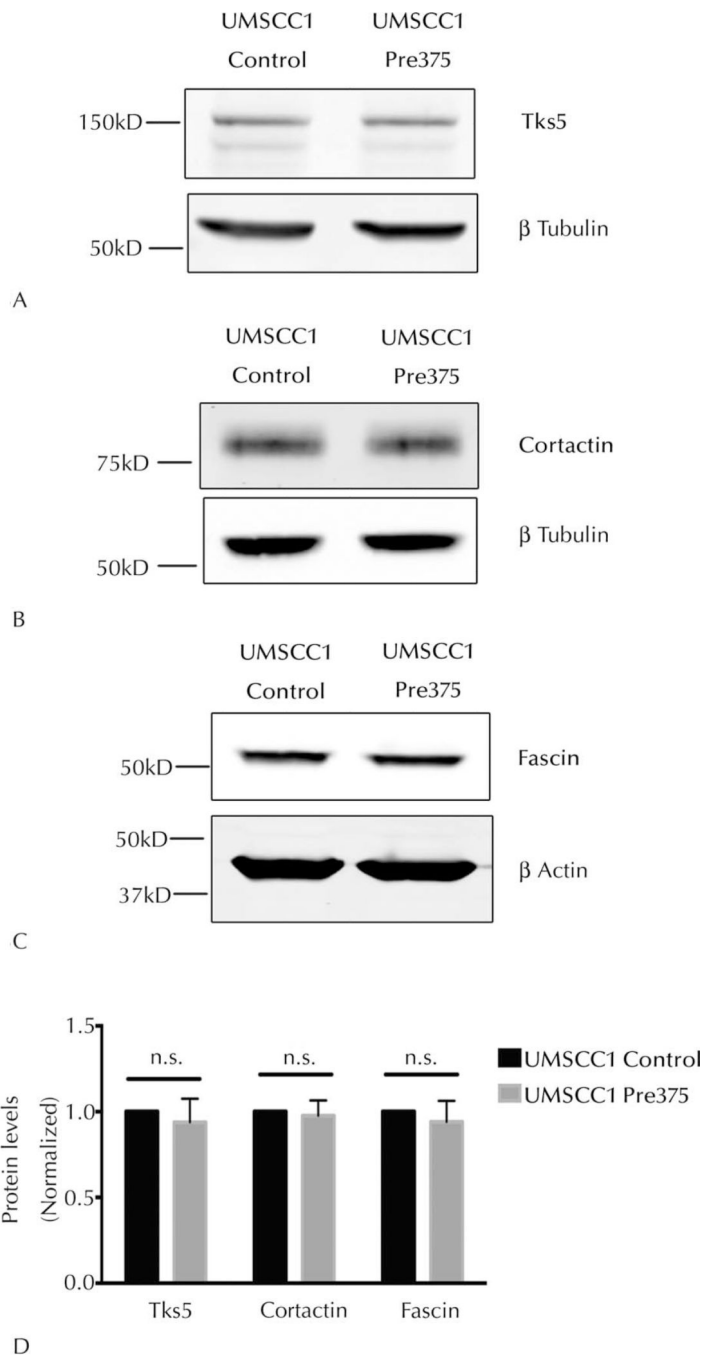 UMSCC1 UMSCC1
Control Pre375
150kD Tks5
50kD β Tubulin
A
UMSCC1 UMSCC1
Control Pre375
75kD Cortactin
50kD β Tubulin
B
UMSCC1 UMSCC1
Control Pre375
50kD Fascin
50kD
37kD β Actin
C
Protein levels
(Normalized)
1.5
1.0
0.5
0.0
n.s. n.s. n.s.
UMSCC1 Control
UMSCC1 Pre375
Tks5 Cortactin Fascin
D